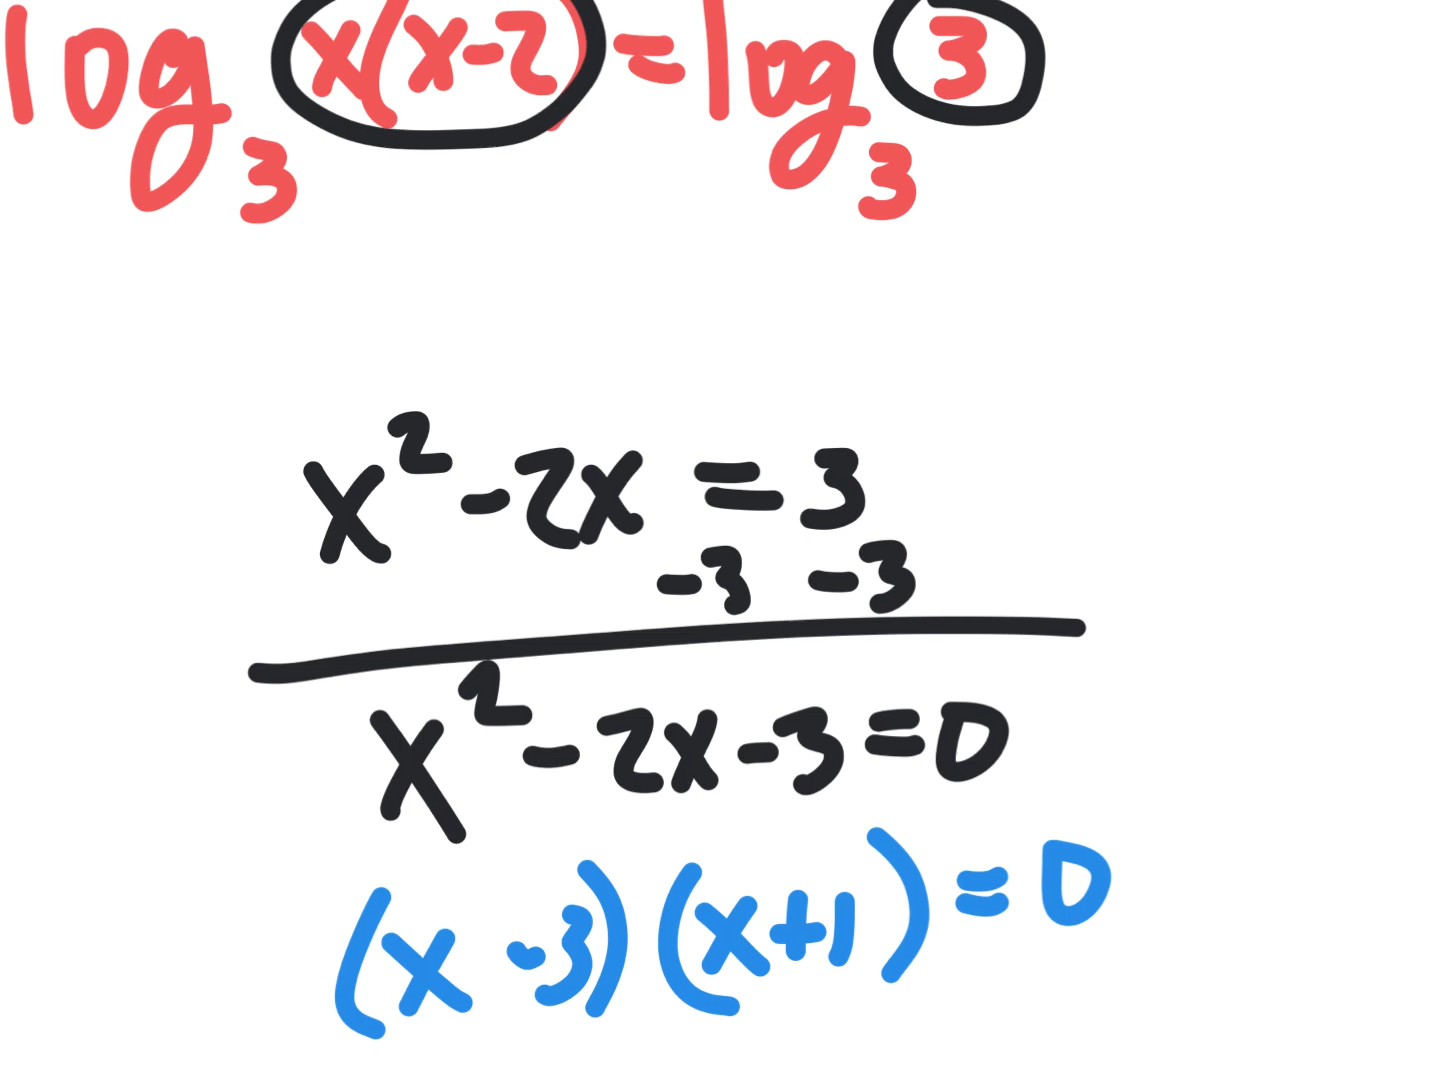 log₃ x(x-2) = log₃ 3
x² - 2x = 3
-3 -3
x² - 2x - 3 = 0
(x - 3)(x + 1) = 0